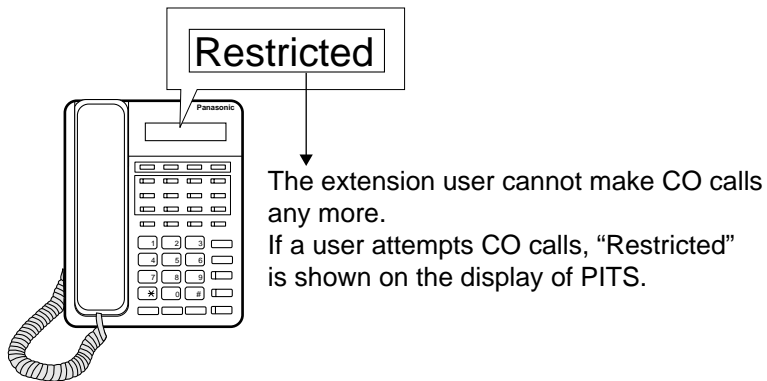 Restricted
Panasonic
The extension user cannot make CO calls
any more.
If a user attempts CO calls, “Restricted”
is shown on the display of PITS.
1 2 3
4 5 6
7 8 9
* 0 #